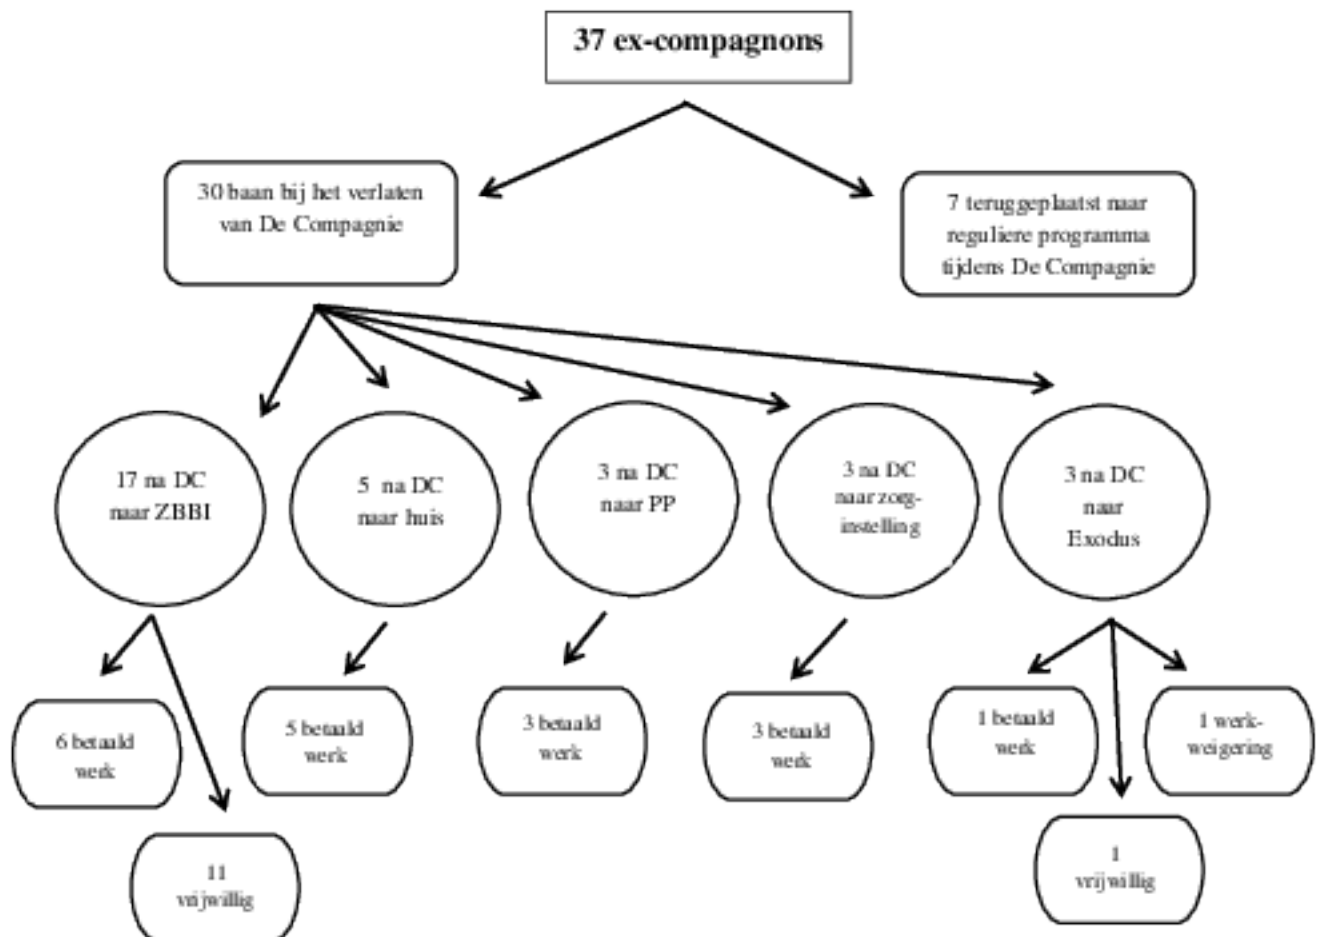 37 ex-compagnons
30 baan bij het verlaten
van De Compagnie
7 teruggeplaatst naar
reguliere programma
tijdens De Compagnie
17 na DC
naar ZBBI
5 na DC
naar huis
3 na DC
naar PP
3 na DC
naar zorg-
instelling
3 na DC
naar
Exodus
6 betaald
werk
5 betaald
werk
3 betaald
werk
3 betaald
werk
1 betaald
werk
1 werk-
weigering
11
vrijwillig
1
vrijwillig